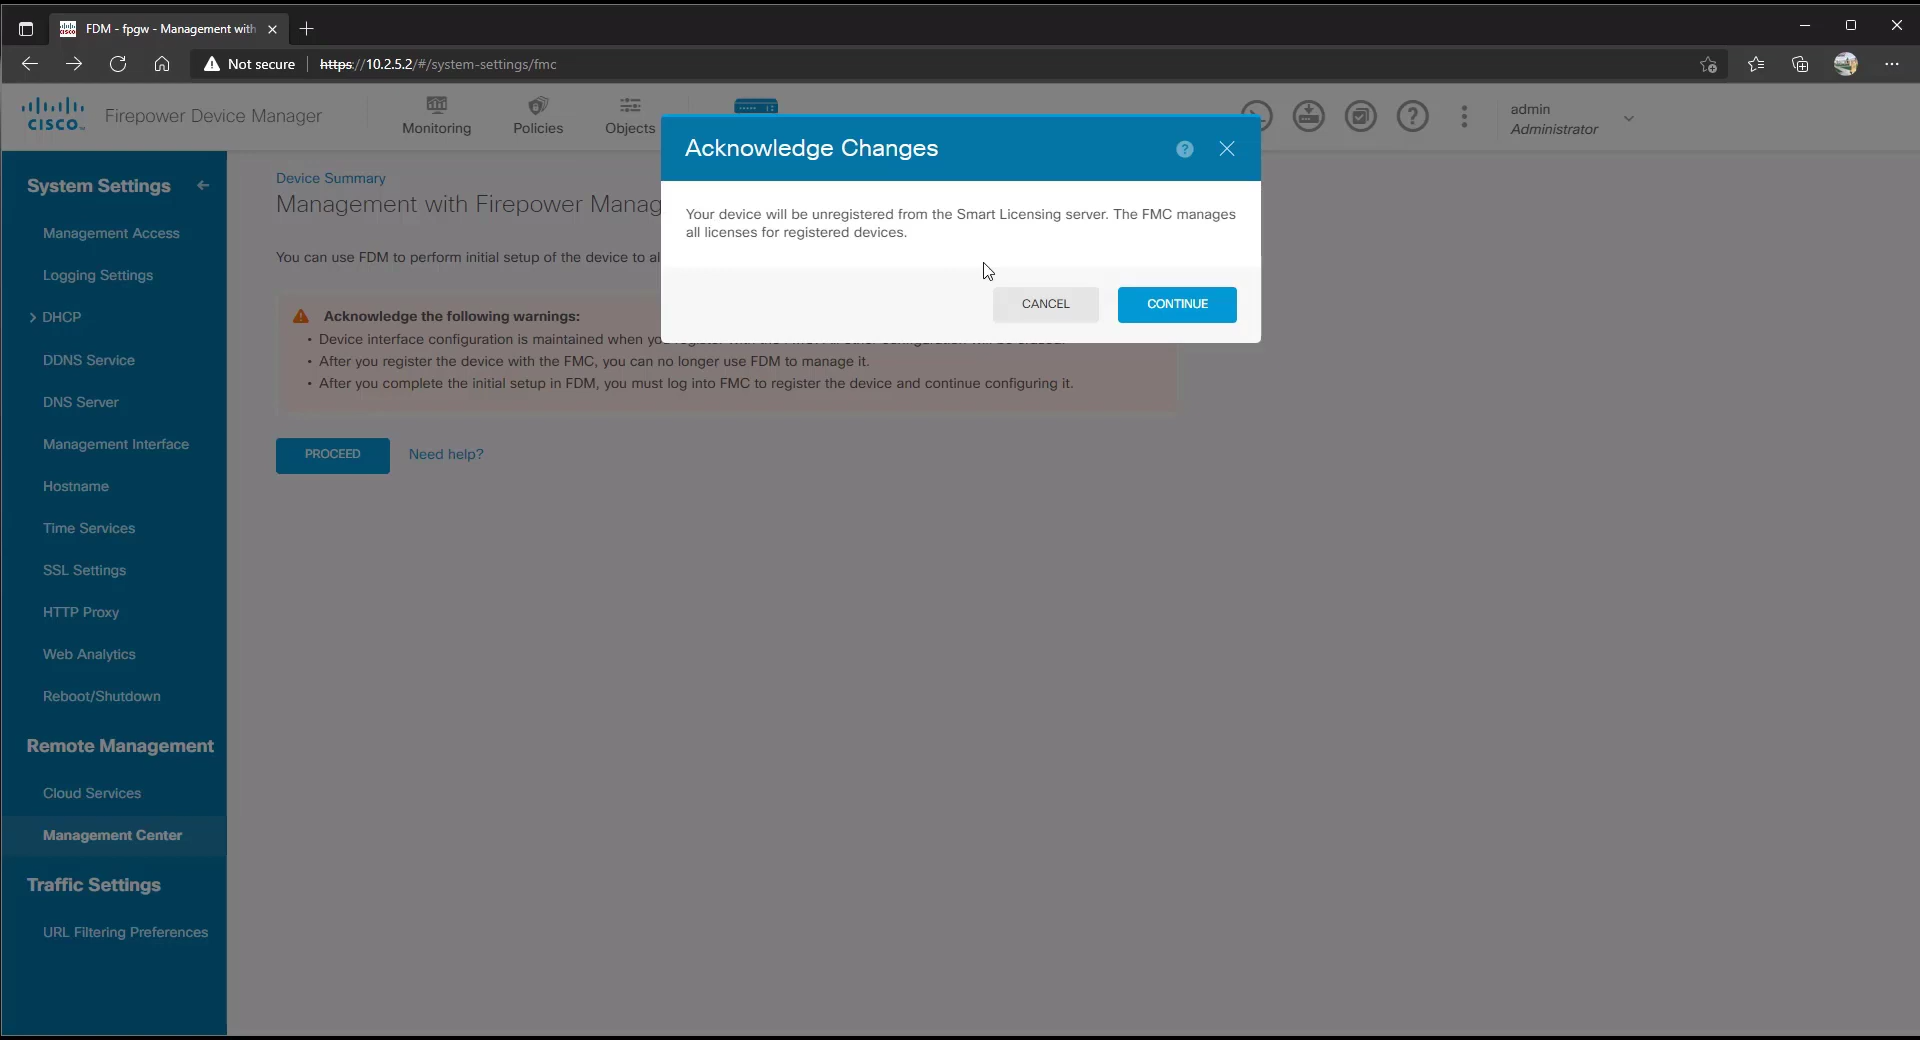 FDM - fpgw - Management with
Not secure
https://10.2.5.2/#/system-settings/fmc
CISCO
Firepower Device Manager
Monitoring
Policies
Objects
admin
Administrator
System Settings
Management Access
Logging Settings
DHCP
DDNS Service
DNS Server
Management Interface
Hostname
Time Services
SSL Settings
HTTP Proxy
Web Analytics
Reboot/Shutdown
Remote Management
Cloud Services
Management Center
Traffic Settings
URL Filtering Preferences
Device Summary
Management with Firepower Manag
You can use FDM to perform initial setup of the device to al
Acknowledge the following warnings:
• Device interface configuration is maintained when yo
• After you register the device with the FMC, you can no longer use FDM to manage it.
• After you complete the initial setup in FDM, you must log into FMC to register the device and continue configuring it.
PROCEED
Need help?
Acknowledge Changes
?
Your device will be unregistered from the Smart Licensing server. The FMC manages
all licenses for registered devices.
CANCEL
CONTINUE